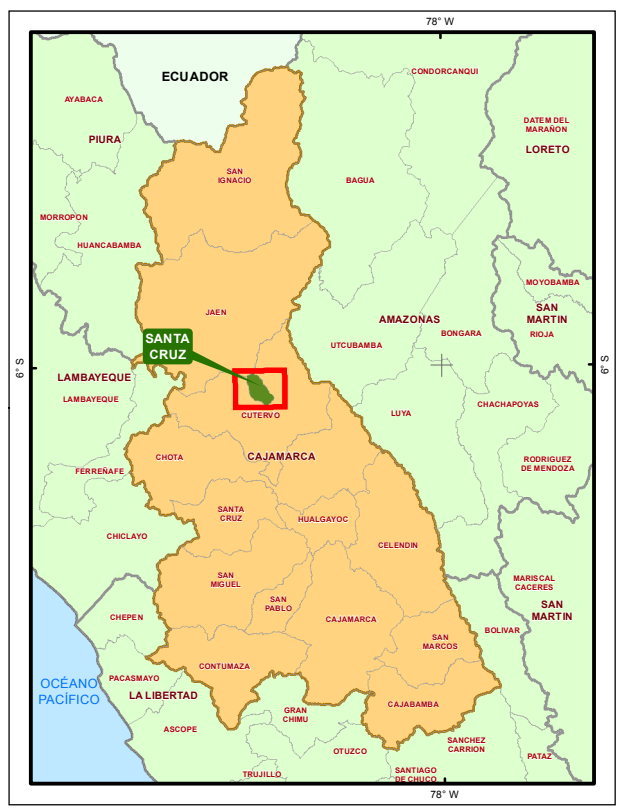 78° W
ECUADOR
CONDORCANQUI
AYABACA
DATEM DEL
MARAÑON
PIURA
LORETO
SAN
IGNACIO
BAGUA
MORROPON
HUANCABAMBA
MOYOBAMBA
JAEN
SAN
MARTIN
AMAZONAS
BONGARA
RIOJA
SANTA
CRUZ
UTCUBAMBA
6° S
6° S
LAMBAYEQUE
LAMBAYEQUE
CUTERVO
LUYA
CHACHAPOYAS
CHOTA
CAJAMARCA
FERREÑAFE
RODRIGUEZ
DE MENDOZA
SANTA
CRUZ
HUALGAYOC
CHICLAYO
CELENDIN
SAN
MIGUEL
MARISCAL
CACERES
SAN
PABLO
SAN
MARTIN
CHEPEN
CAJAMARCA
BOLIVAR
SAN
MARCOS
CONTUMAZA
OCÉANO
PACÍFICO
PACASMAYO
LA LIBERTAD
CAJABAMBA
GRAN
CHIMU
ASCOPE
SANCHEZ
CARRION
OTUZCO
PATAZ
TRUJILLO
SANTIAGO
DE CHUCO
78° W